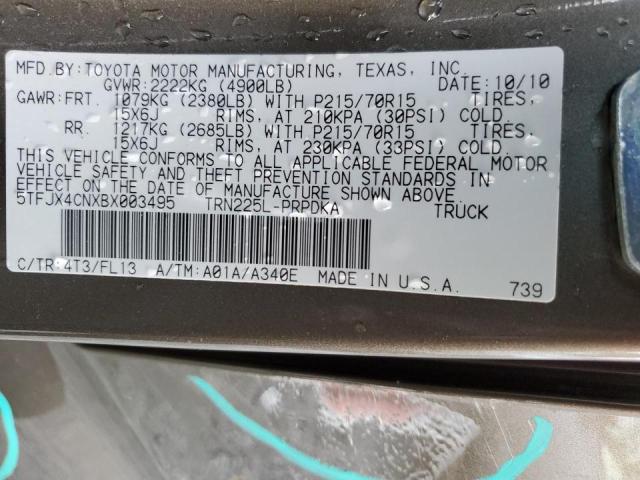 MFD.BY:TOYOTA MOTOR MANUFACTURING, TEXAS, INC.
GVWR:2222KG (4900LB) DATE:10/10
GAWR:FRT. 1079KG (2380LB) WITH P215/70R15 TIRES,
15X6J RIMS, AT 210KPA (30PSI) COLD.
RR. 1217KG (2685LB) WITH P215/70R15 TIRES,
15X6J RIMS, AT 230KPA (33PSI) COLD.
THIS VEHICLE CONFORMS TO ALL APPLICABLE FEDERAL MOTOR
VEHICLE SAFETY AND THEFT PREVENTION STANDARDS IN
EFFECT ON THE DATE OF MANUFACTURE SHOWN ABOVE.
5TFJX4CNXBX003495 TRN225L-PRPDKA TRUCK
C/TR:4T3/FL13 A/TM:A01A/A340E MADE IN U.S.A.
739